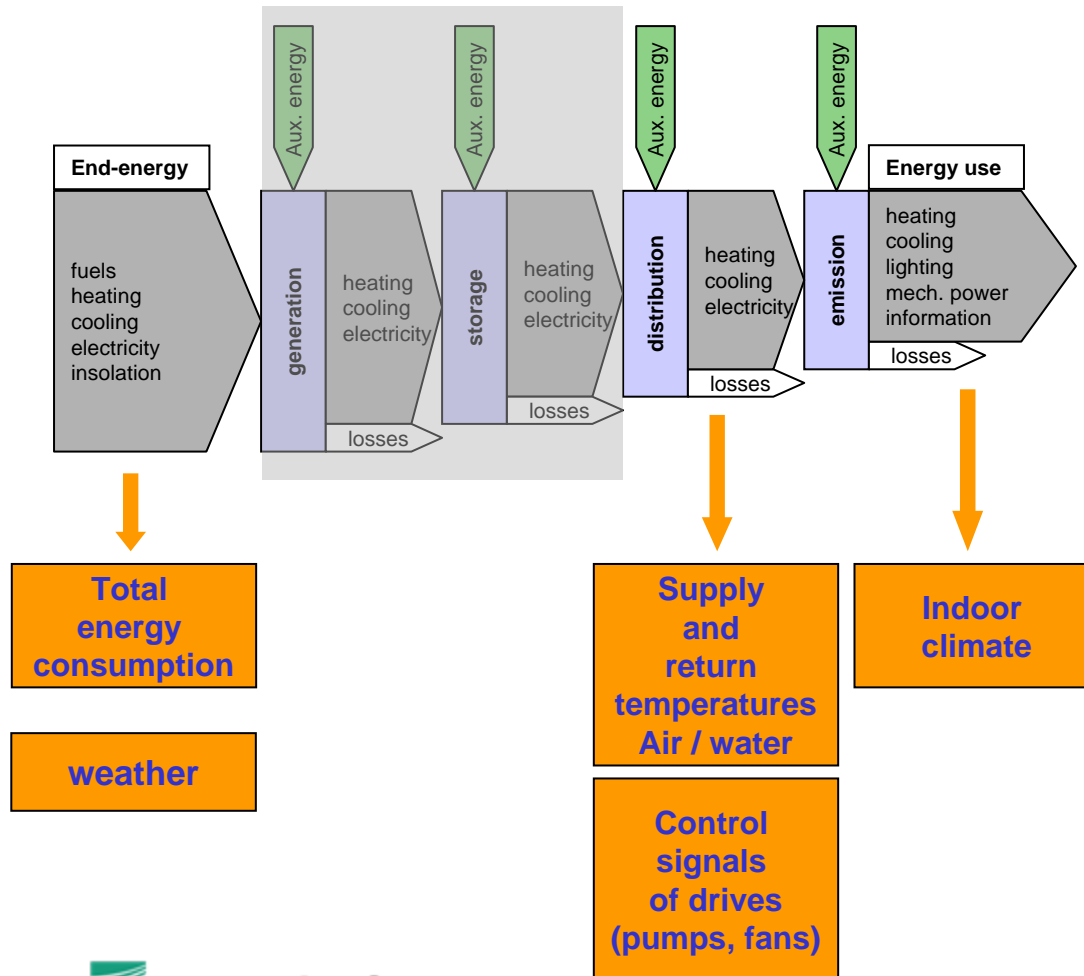 Aux. energy
Aux. energy
Aux. energy
Aux. energy
End-energy
Energy use
fuels
heating
cooling
electricity
insolation
generation
heating
cooling
electricity
losses
storage
heating
cooling
electricity
losses
distribution
heating
cooling
electricity
losses
emission
heating
cooling
lighting
mech. power
information
losses
Total
energy
consumption
weather
Supply
and
return
temperatures
Air / water
Control
signals
of drives
(pumps, fans)
Indoor
climate